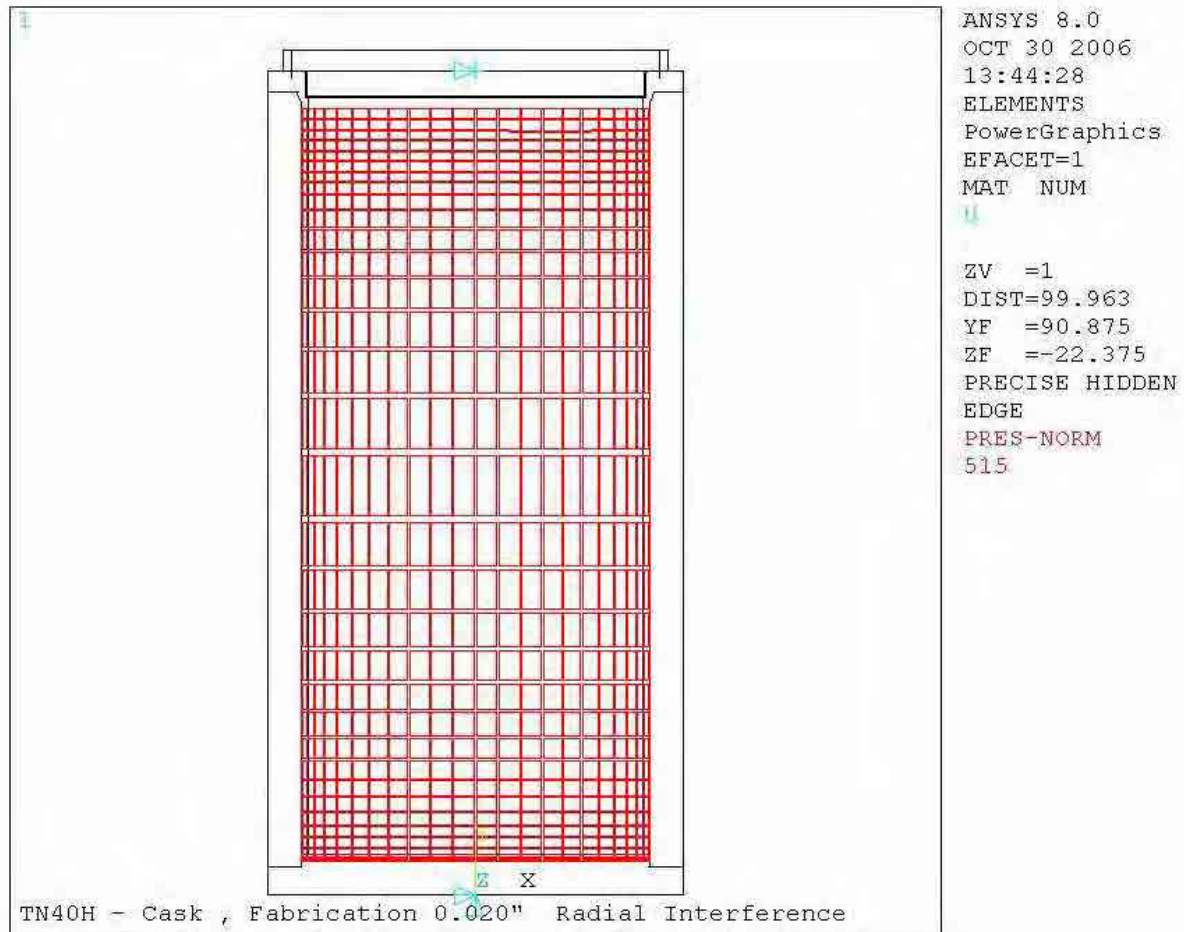 1
ANSYS 8.0
OCT 30 2006
13:44:28
ELEMENTS
PowerGraphics
EFACET=1
MAT NUM
U
ZV =1
DIST=99.963
YF =90.875
ZF =-22.375
PRECISE HIDDEN
EDGE
PRES-NORM
515
Z X
TN40H - Cask , Fabrication 0.020" Radial Interference